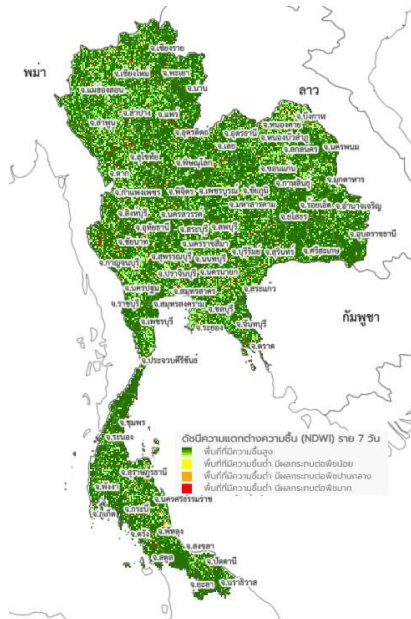 พม่า
ลาว
กัมพูชา
จ.เชียงราย
จ.เชียงใหม่
จ.พะเยา
จ.แม่ฮ่องสอน
จ.น่าน
จ.ลำปาง
จ.แพร่
จ.ลำพูน
จ.อุตรดิตถ์
จ.สุโขทัย
จ.ตาก
จ.พิษณุโลก
จ.เลย
จ.อุดรธานี
จ.หนองคาย
จ.บึงกาฬ
จ.หนองบัวลำภู
จ.สกลนคร
จ.นครพนม
จ.ขอนแก่น
จ.กาฬสินธุ์
จ.มุกดาหาร
จ.กำแพงเพชร
จ.พิจิตร
จ.เพชรบูรณ์
จ.ชัยภูมิ
จ.มหาสารคาม
จ.ร้อยเอ็ด
จ.อำนาจเจริญ
จ.ยโสธร
จ.อุบลราชธานี
จ.สิงห์บุรี
จ.นครสวรรค์
จ.อุทัยธานี
จ.สระบุรี
จ.ลพบุรี
จ.ชัยนาท
จ.นครราชสีมา
จ.บุรีรัมย์
จ.สุรินทร์
จ.ศรีสะเกษ
จ.สุพรรณบุรี
จ.นนทบุรี
จ.กาญจนบุรี
จ.ปราจีนบุรี
จ.นครนายก
จ.สระแก้ว
จ.นครปฐม
จ.สมุทรสาคร
จ.ราชบุรี
จ.สมุทรสงคราม
จ.ชลบุรี
จ.เพชรบุรี
จ.ระยอง
จ.จันทบุรี
จ.ตราด
จ.ประจวบคีรีขันธ์
จ.ชุมพร
จ.ระนอง
จ.สุราษฎร์ธานี
จ.พังงา
จ.นครศรีธรรมราช
จ.ภูเก็ต
จ.กระบี่
จ.ตรัง
จ.พัทลุง
จ.สงขลา
จ.สตูล
จ.ปัตตานี
จ.ยะลา
จ.นราธิวาส
ดัชนีความแตกต่างความชื้น (NDWI) ราย 7 วัน
พื้นที่ที่มีความชื้นสูง
พื้นที่ที่มีความชื้นต่ำ มีผลกระทบต่อพืชน้อย
พื้นที่ที่มีความชื้นต่ำ มีผลกระทบต่อพืชปานกลาง
พื้นที่ที่มีความชื้นต่ำ มีผลกระทบต่อพืชมาก